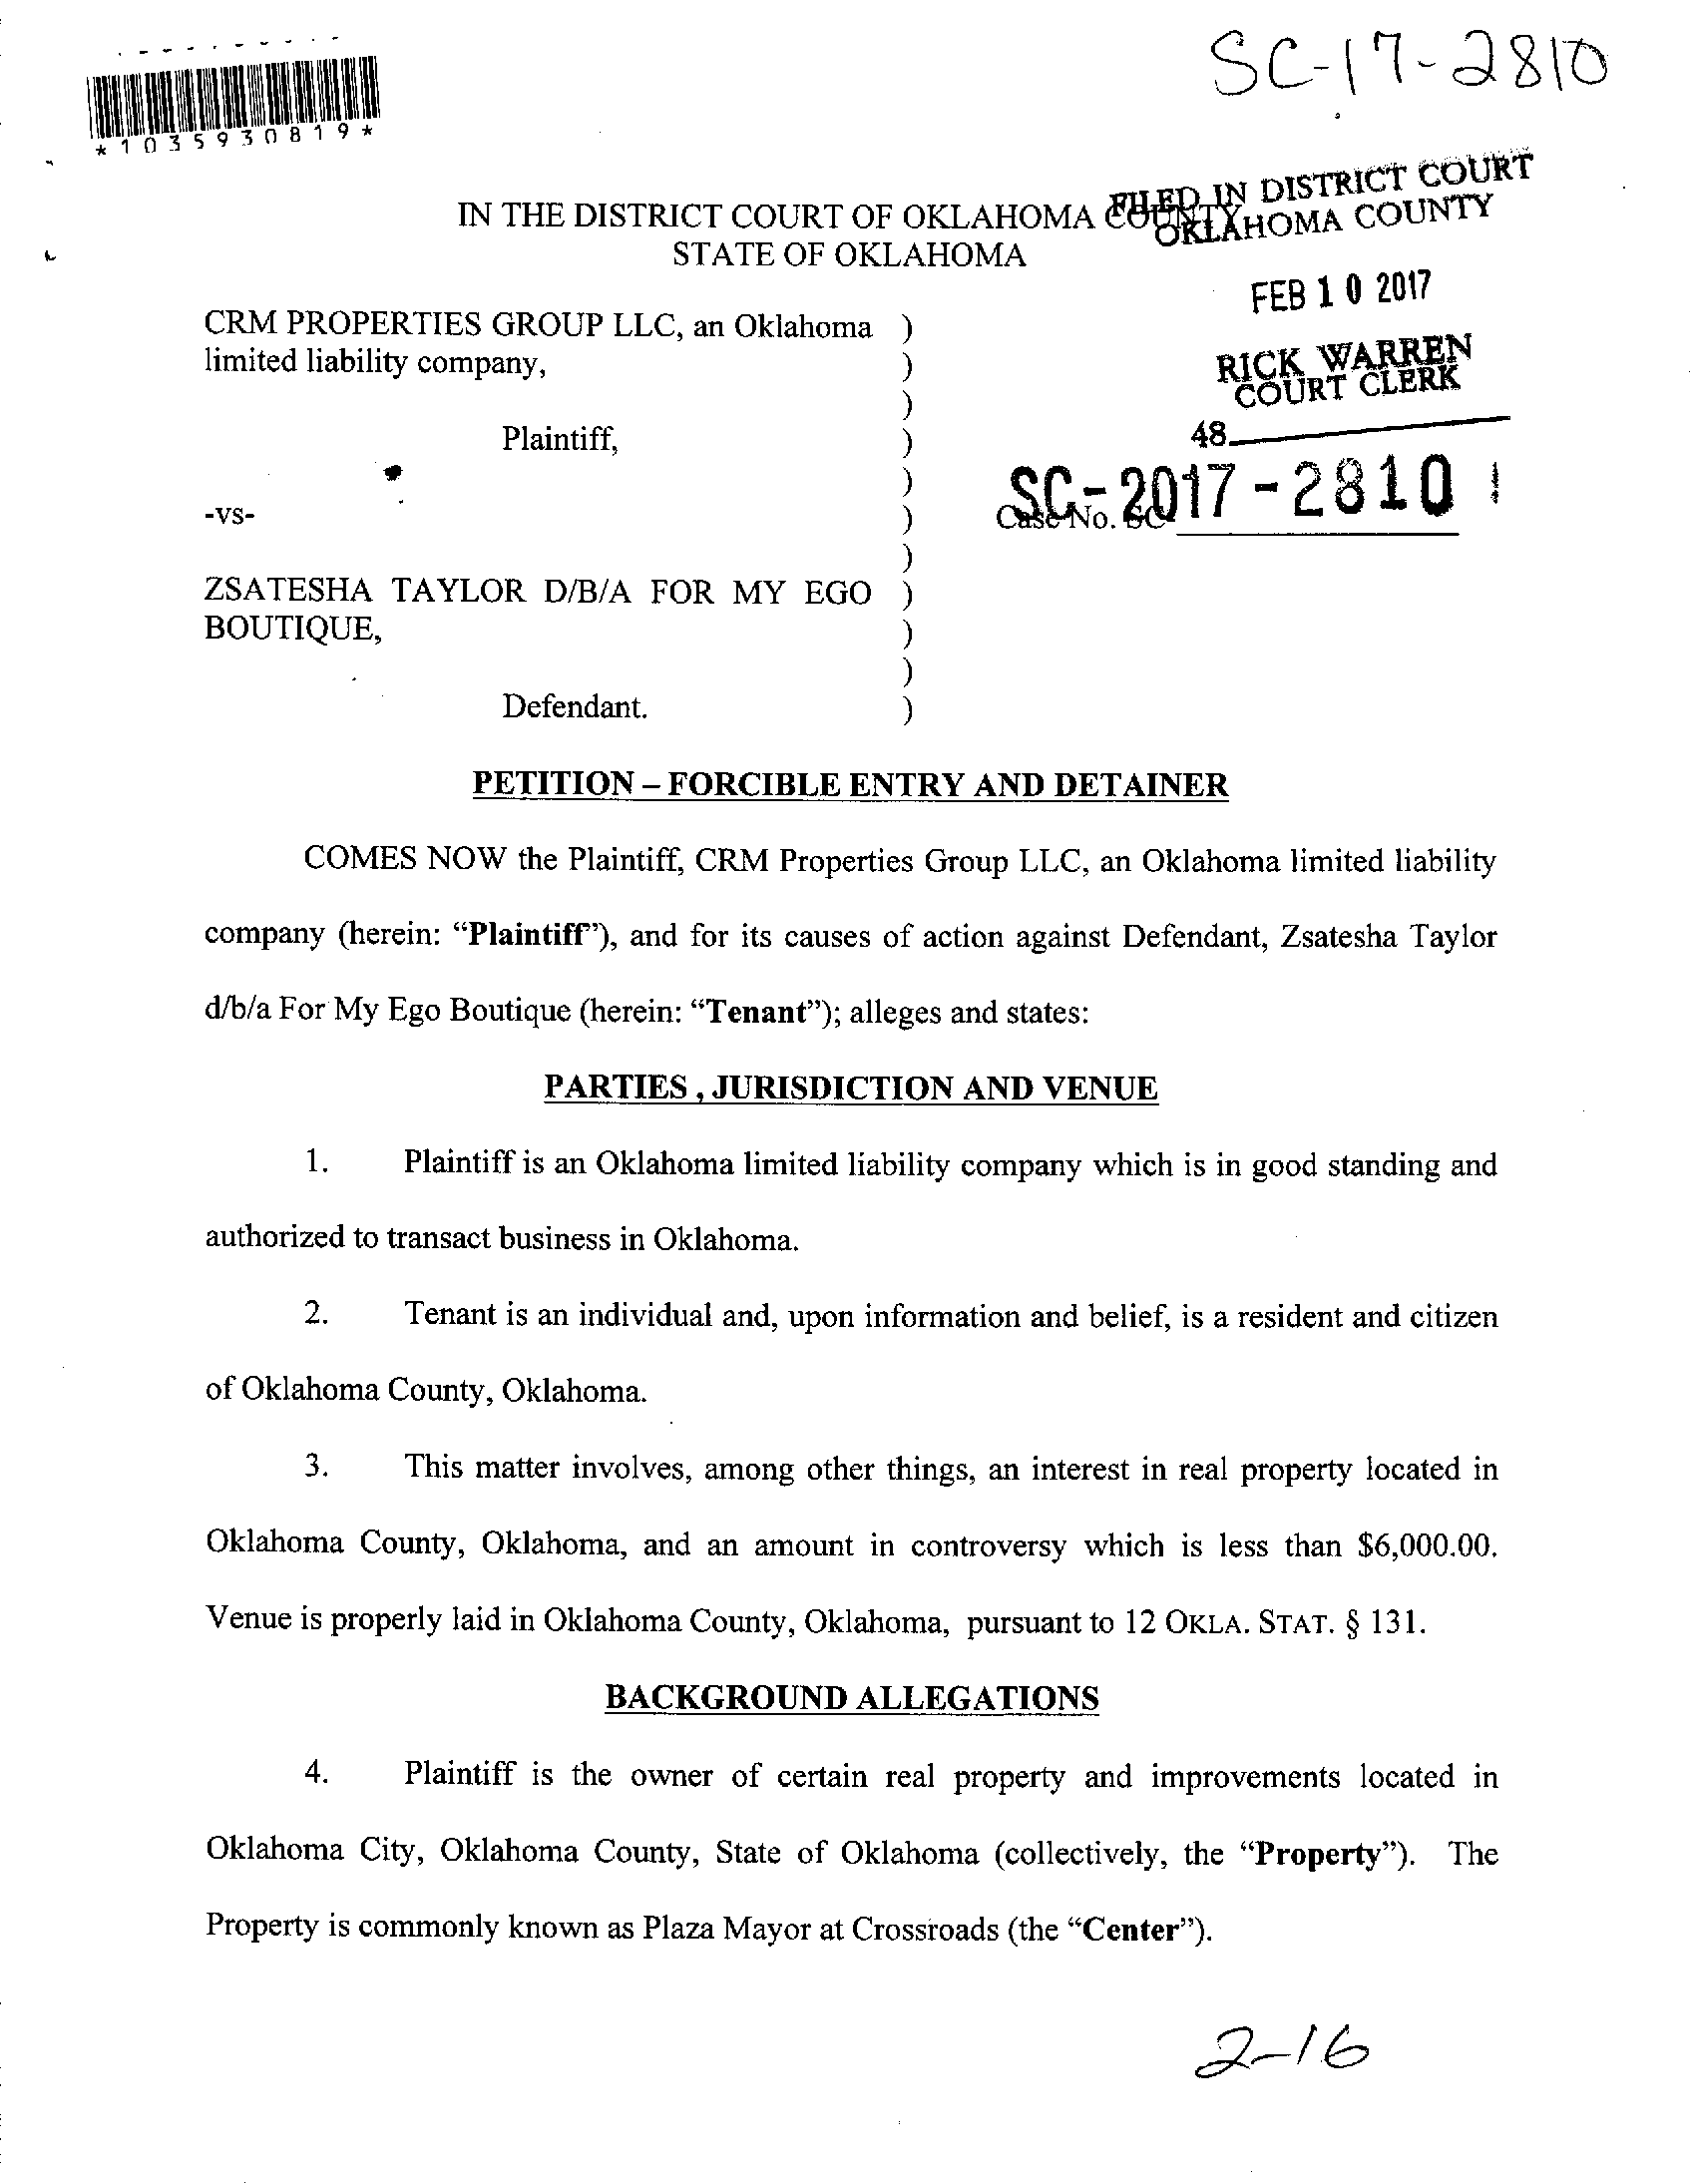 SC-17-2810
*1035930819*
FILED IN DISTRICT COURT
OKLAHOMA COUNTY
IN THE DISTRICT COURT OF OKLAHOMA COUNTY
STATE OF OKLAHOMA
FEB 10 2017
RICK WARREN
COURT CLERK
48
CRM PROPERTIES GROUP LLC, an Oklahoma )
limited liability company, )
)
Plaintiff, )
)
-vs- )
SC-2017-2810
Case No. SC-
)
ZSATESHA TAYLOR D/B/A FOR MY EGO )
BOUTIQUE, )
)
Defendant. )
PETITION – FORCIBLE ENTRY AND DETAINER
COMES NOW the Plaintiff, CRM Properties Group LLC, an Oklahoma limited liability
company (herein: “Plaintiff”), and for its causes of action against Defendant, Zsatesha Taylor
d/b/a For My Ego Boutique (herein: “Tenant”); alleges and states:
PARTIES , JURISDICTION AND VENUE
1. Plaintiff is an Oklahoma limited liability company which is in good standing and
authorized to transact business in Oklahoma.
2. Tenant is an individual and, upon information and belief, is a resident and citizen
of Oklahoma County, Oklahoma.
3. This matter involves, among other things, an interest in real property located in
Oklahoma County, Oklahoma, and an amount in controversy which is less than $6,000.00.
Venue is properly laid in Oklahoma County, Oklahoma, pursuant to 12 OKLA. STAT. § 131.
BACKGROUND ALLEGATIONS
4. Plaintiff is the owner of certain real property and improvements located in
Oklahoma City, Oklahoma County, State of Oklahoma (collectively, the “Property”). The
Property is commonly known as Plaza Mayor at Crossroads (the “Center”).
2-16